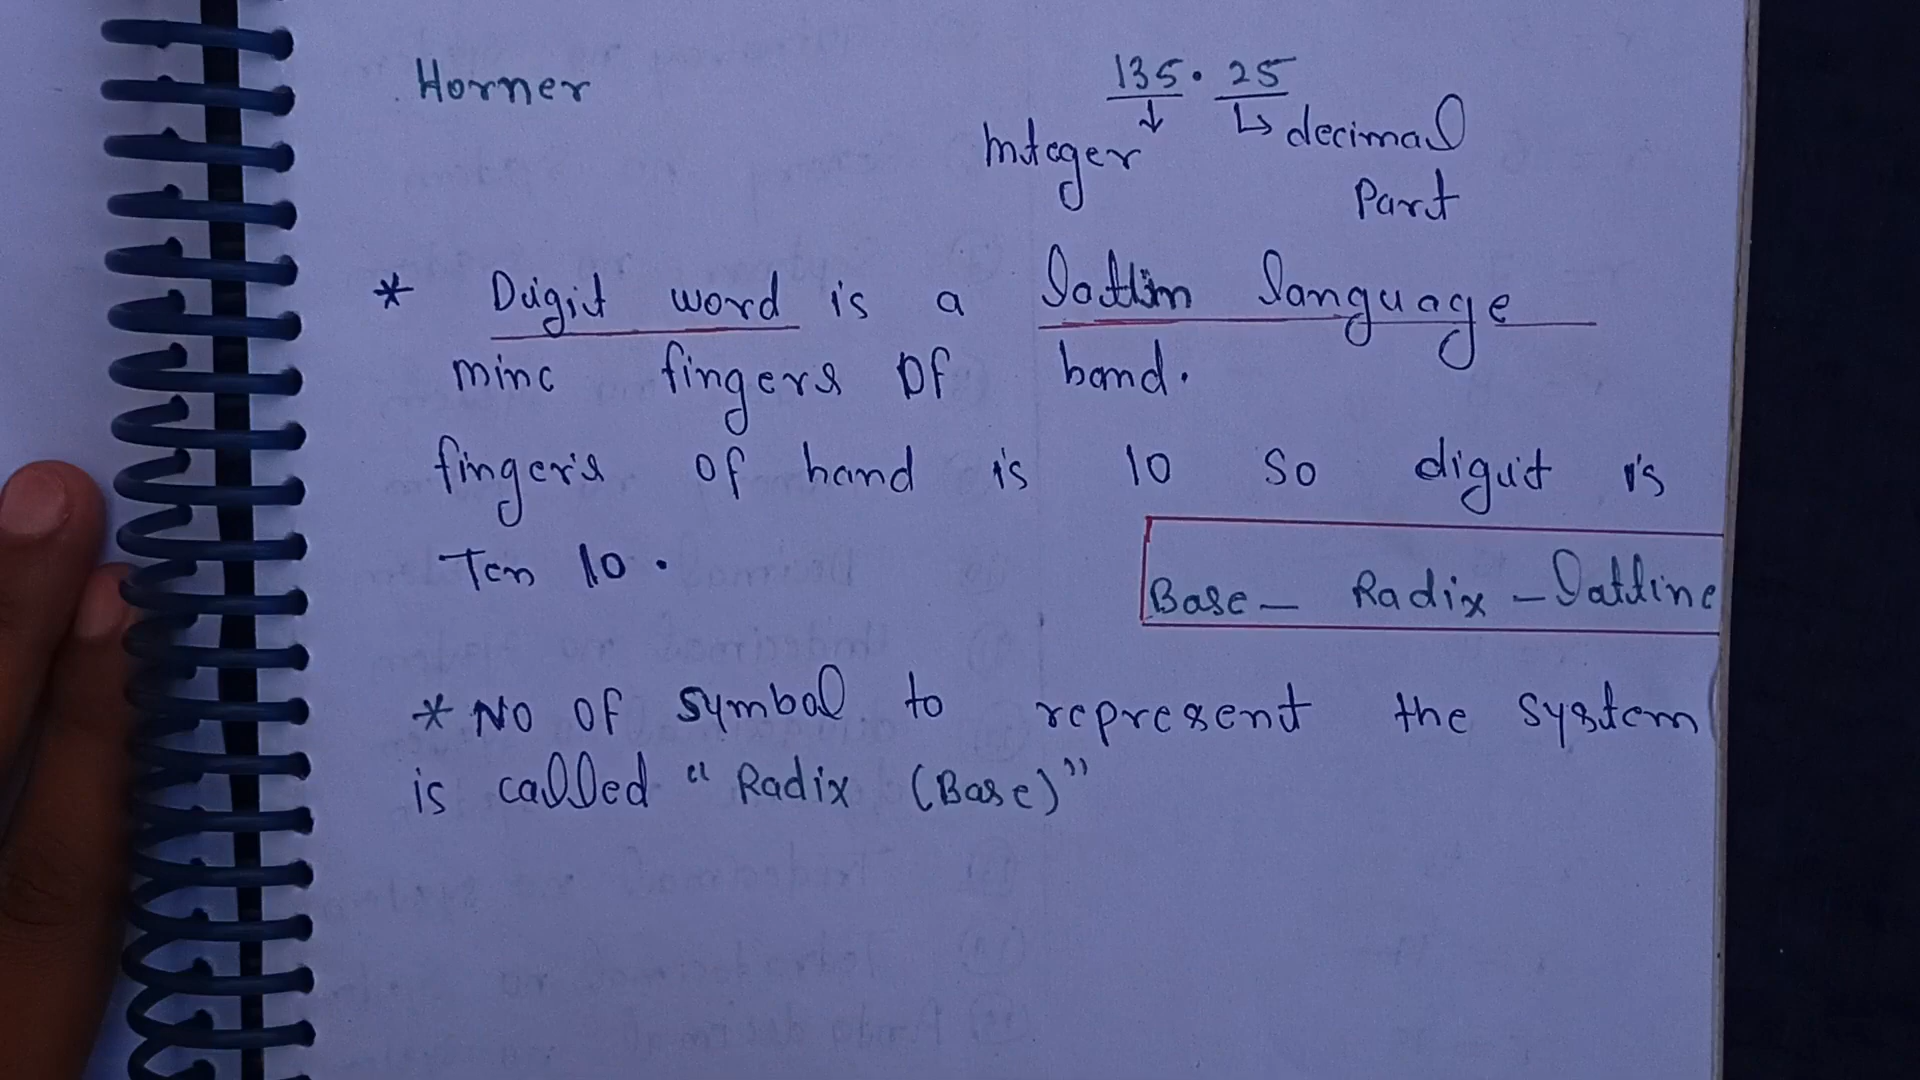 Horner
135.25
Integer
decimal
Part
* Digit word is a lattin language
minc fingers OF hand.
fingers of hand is 10 so digit is
Ten 10.
Base - Radix - Lattine
* NO OF symbol to represent the system
is called "Radix (Base)"